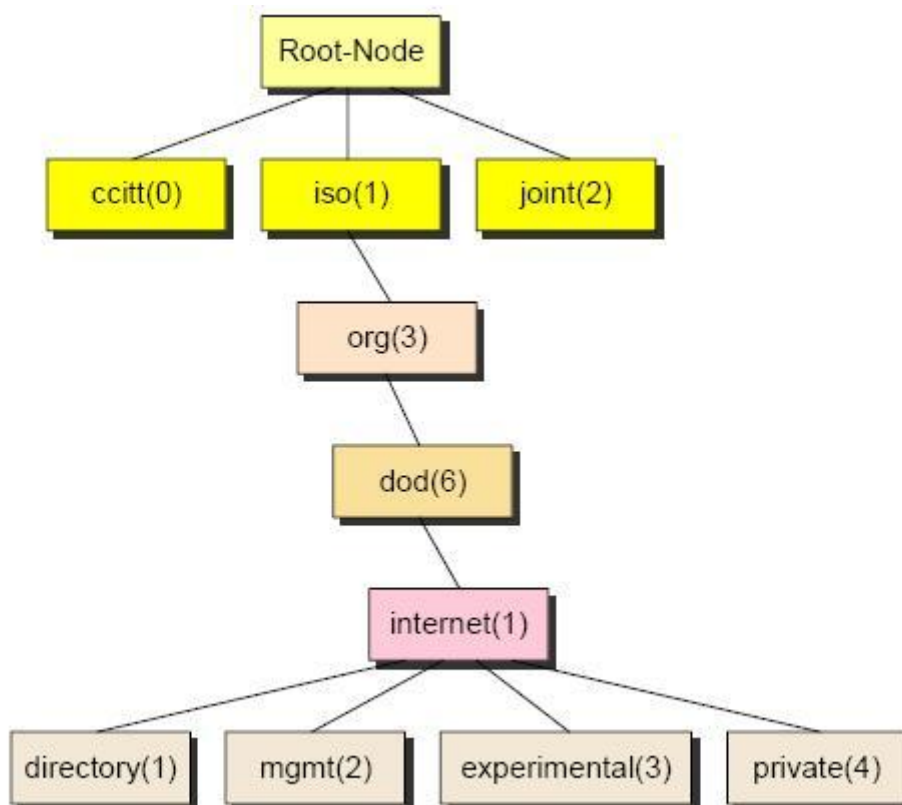 Root-Node
ccitt(0)
iso(1)
joint(2)
org(3)
dod(6)
internet(1)
directory(1)
mgmt(2)
experimental(3)
private(4)